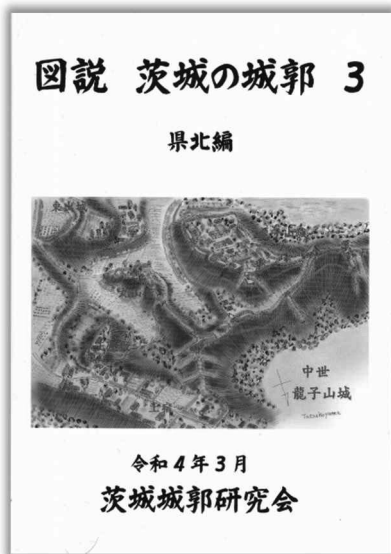 図説 茨城の城郭 3
県北編
中世
龍子山城
Tatsukoyama
令和4年3月
茨城城郭研究会